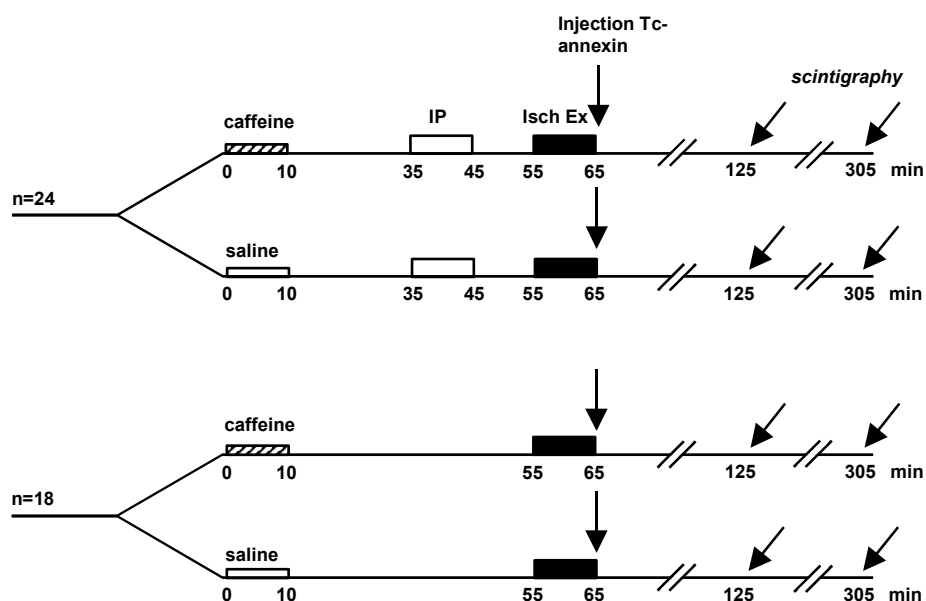 Injection Tc-
annexin
scintigraphy
caffeine IP Isch Ex
0 10 35 45 55 65 125 305 min
n=24
saline
0 10 35 45 55 65 125 305 min
caffeine
0 10 55 65 125 305 min
n=18
saline
0 10 55 65 125 305 min